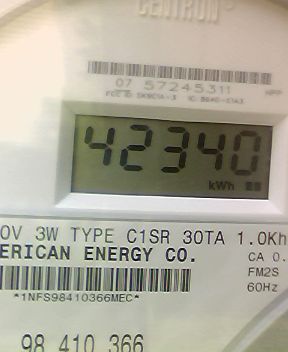 CENTRON®
07 57245311
42340
kWh
0V 3W TYPE C1SR 30TA 1.0Kh
ERICAN ENERGY CO. CA 0.
FM2S
60Hz
*1NFS98410366MEC*
98 410 366